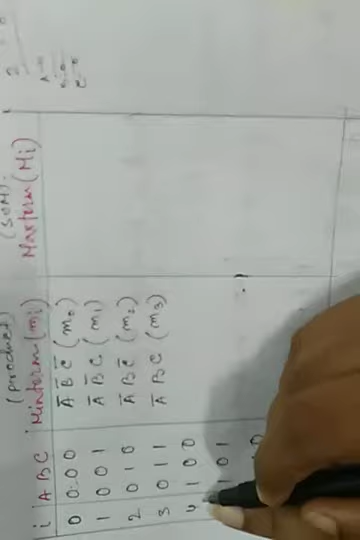 (product) (SOM)
i A B C Minterm (mi) Maxterm (Mi)
0 0 0 0 A̅ B̅ C̅ (m₀)
1 0 0 1 A̅ B̅ C (m₁)
2 0 1 0 A̅ B C̅ (m₂)
3 0 1 1 A̅ B C (m₃)
4 1 0 0
1 0 1
0